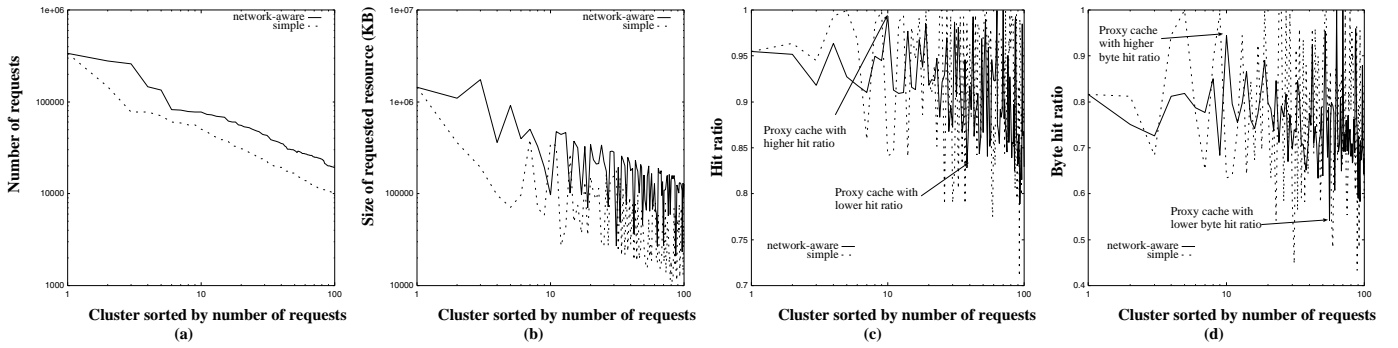 Number of requests
1e+06
100000
10000
1000
1
10
100
network-aware
simple
Cluster sorted by number of requests
(a)
Size of requested resource (KB)
1e+07
1e+06
100000
10000
1
10
100
network-aware
simple
Cluster sorted by number of requests
(b)
Hit ratio
1
0.95
0.9
0.85
0.8
0.75
0.7
1
10
100
Proxy cache with
higher hit ratio
Proxy cache with
lower hit ratio
network-aware
simple
Cluster sorted by number of requests
(c)
Byte hit ratio
1
0.9
0.8
0.7
0.6
0.5
0.4
1
10
100
Proxy cache
with higher
byte hit ratio
Proxy cache with
lower byte hit ratio
network-aware
simple
Cluster sorted by number of requests
(d)